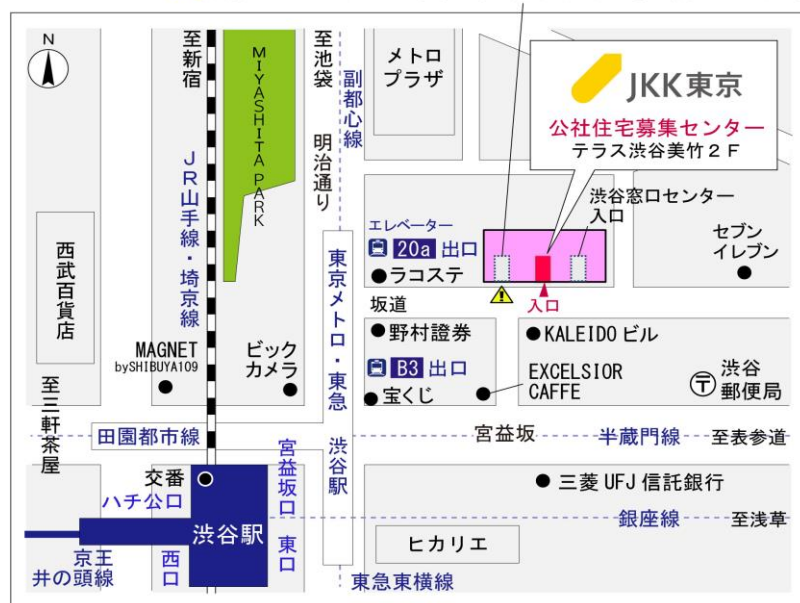 N
至新宿
MIYASHITA PARK
至池袋
副都心線
明治通り
メトロ
プラザ
JKK東京
公社住宅募集センター
テラス渋谷美竹2F
渋谷窓口センター
入口
JR山手線・埼京線
西武百貨店
エレベーター
20a 出口
ラコステ
入口
セブン
イレブン
東京メトロ・東急 渋谷駅
坂道
野村證券
KALEIDO ビル
MAGNET
bySHIBUYA109
ビック
カメラ
B3 出口
宝くじ
EXCELSIOR
CAFFE
渋谷
郵便局
至三軒茶屋
田園都市線
宮益坂
半蔵門線
至表参道
交番
ハチ公口
宮益坂口
三菱 UFJ 信託銀行
渋谷駅
銀座線
至浅草
京王
井の頭線
西口
東口
ヒカリエ
東急東横線